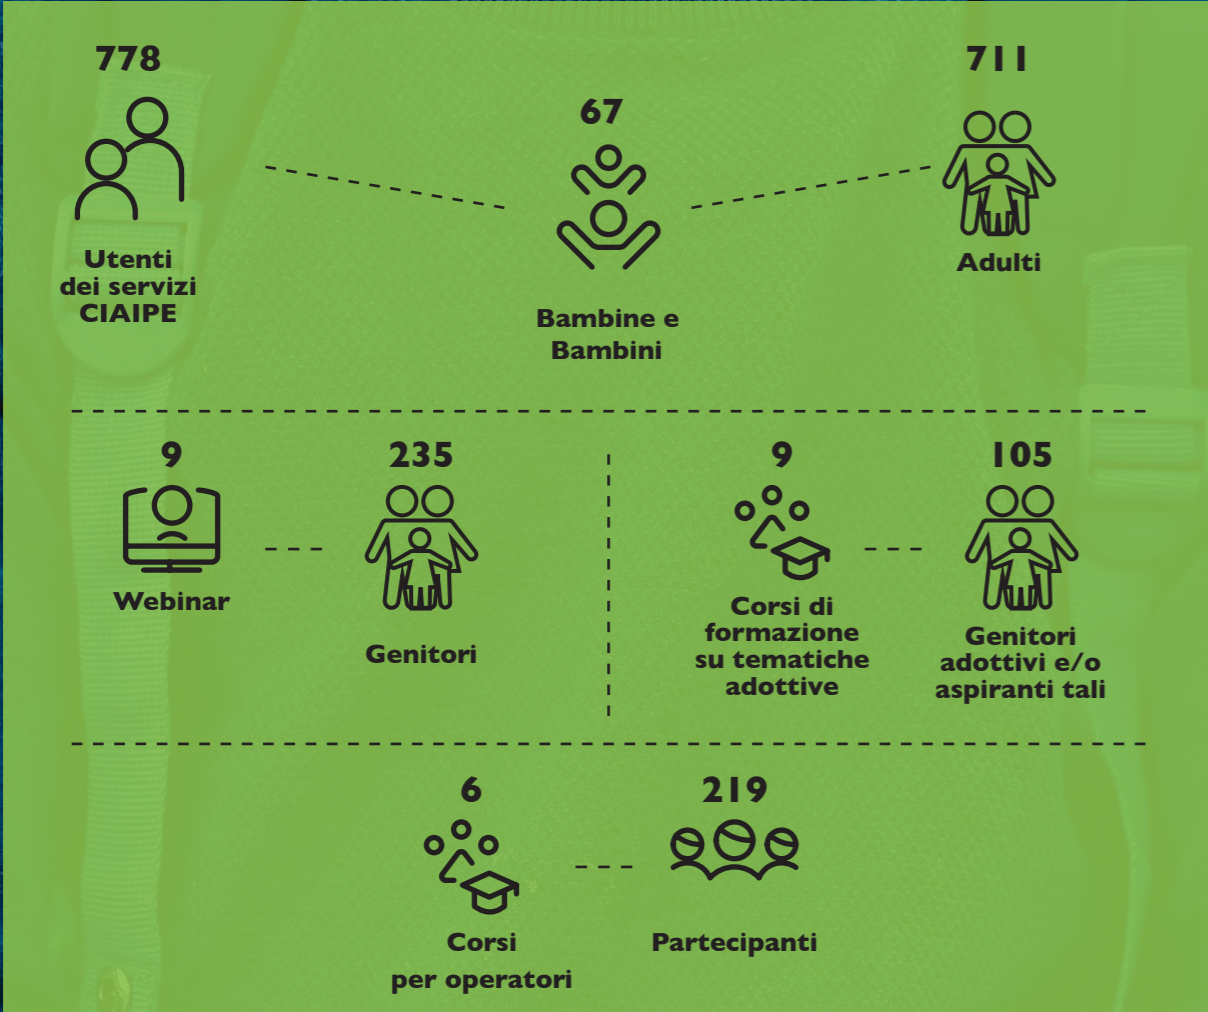 778
Utenti
dei servizi
CIAIPE
67
Bambine e
Bambini
711
Adulti
9
Webinar
235
Genitori
9
Corsi di
formazione
su tematiche
adottive
105
Genitori
adottivi e/o
aspiranti tali
6
Corsi
per operatori
219
Partecipanti